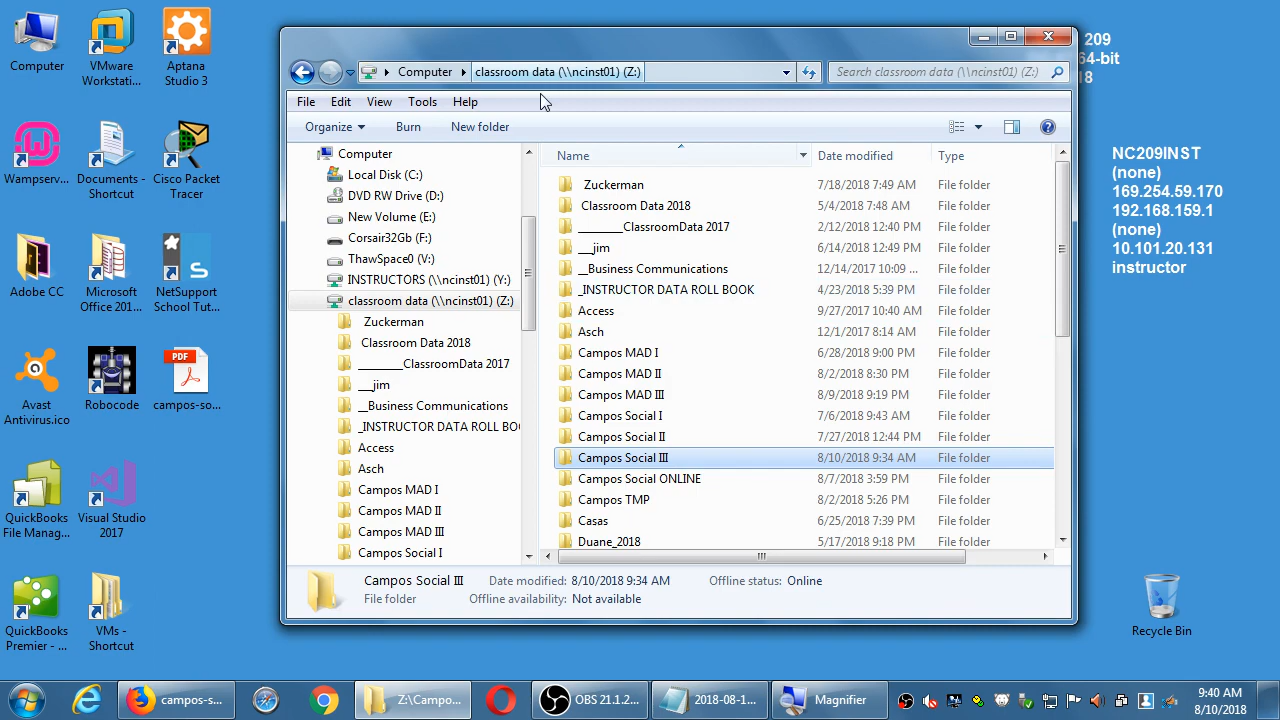 Computer
VMware
Workstati...
Aptana
Studio 3
Wampserv...
Documents -
Shortcut
Cisco Packet
Tracer
Adobe CC
Microsoft
Office 201...
NetSupport
School Tut...
Avast
Antivirus.ico
Robocode
PDF
campos-so...
QuickBooks
File Manag...
Visual Studio
2017
QuickBooks
Premier - ...
VMs -
Shortcut
209
64-bit
18
NC209INST
(none)
169.254.59.170
192.168.159.1
(none)
10.101.20.131
instructor
Recycle Bin
Computer classroom data (\\ncinst01) (Z:)
Search classroom data (\\ncinst01) (Z:)
File Edit View Tools Help
Organize Burn New folder
Computer
Local Disk (C:)
DVD RW Drive (D:)
New Volume (E:)
Corsair32Gb (F:)
ThawSpace0 (V:)
INSTRUCTORS (\\ncinst01) (Y:)
classroom data (\\ncinst01) (Z:)
Zuckerman
Classroom Data 2018
________ClassroomData 2017
___jim
__Business Communications
_INSTRUCTOR DATA ROLL BOO
Access
Asch
Campos MAD I
Campos MAD II
Campos MAD III
Campos Social I
Name Date modified Type
Zuckerman 7/18/2018 7:49 AM File folder
Classroom Data 2018 5/4/2018 7:48 AM File folder
________ClassroomData 2017 2/12/2018 12:40 PM File folder
___jim 6/14/2018 12:49 PM File folder
__Business Communications 12/14/2017 10:09 ... File folder
_INSTRUCTOR DATA ROLL BOOK 4/23/2018 5:39 PM File folder
Access 9/27/2017 10:40 AM File folder
Asch 12/1/2017 8:14 AM File folder
Campos MAD I 6/28/2018 9:00 PM File folder
Campos MAD II 8/2/2018 8:30 PM File folder
Campos MAD III 8/9/2018 9:19 PM File folder
Campos Social I 7/6/2018 9:43 AM File folder
Campos Social II 7/27/2018 12:44 PM File folder
Campos Social III 8/10/2018 9:34 AM File folder
Campos Social ONLINE 8/7/2018 3:59 PM File folder
Campos TMP 8/2/2018 5:26 PM File folder
Casas 6/25/2018 7:39 PM File folder
Duane_2018 5/17/2018 9:18 PM File folder
Campos Social III Date modified: 8/10/2018 9:34 AM Offline status: Online
File folder Offline availability: Not available
campos-s...
Z:\Campo...
OBS 21.1.2...
2018-08-1...
Magnifier
9:40 AM
8/10/2018